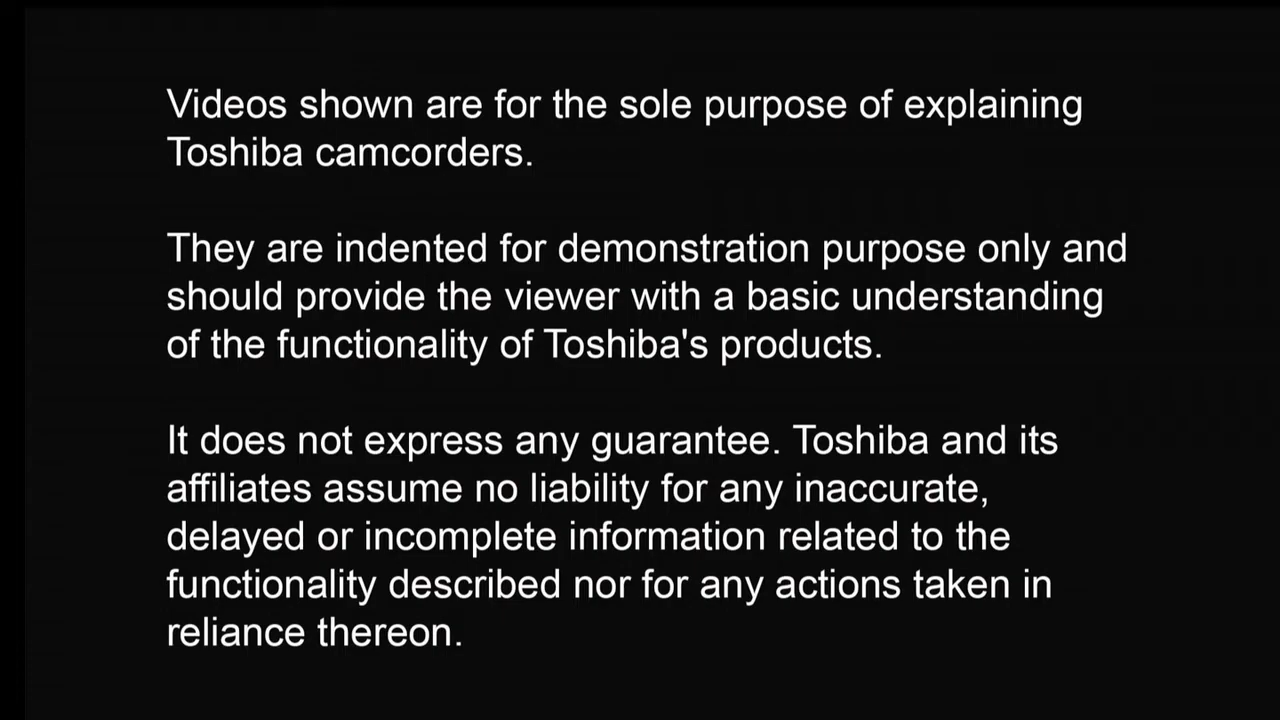 Videos shown are for the sole purpose of explaining
Toshiba camcorders.
They are indented for demonstration purpose only and
should provide the viewer with a basic understanding
of the functionality of Toshiba's products.
It does not express any guarantee. Toshiba and its
affiliates assume no liability for any inaccurate,
delayed or incomplete information related to the
functionality described nor for any actions taken in
reliance thereon.